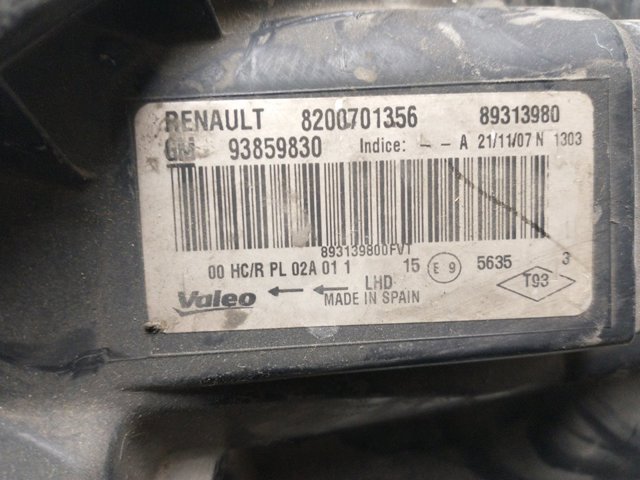 RENAULT 8200701356 89313980
GM 93859830 Indice: - - A 21/11/07 N 1303
893139800FVT
00 HC/R PL 02A 01 1 15 E 9 5635 3
Valeo LHD T93
MADE IN SPAIN